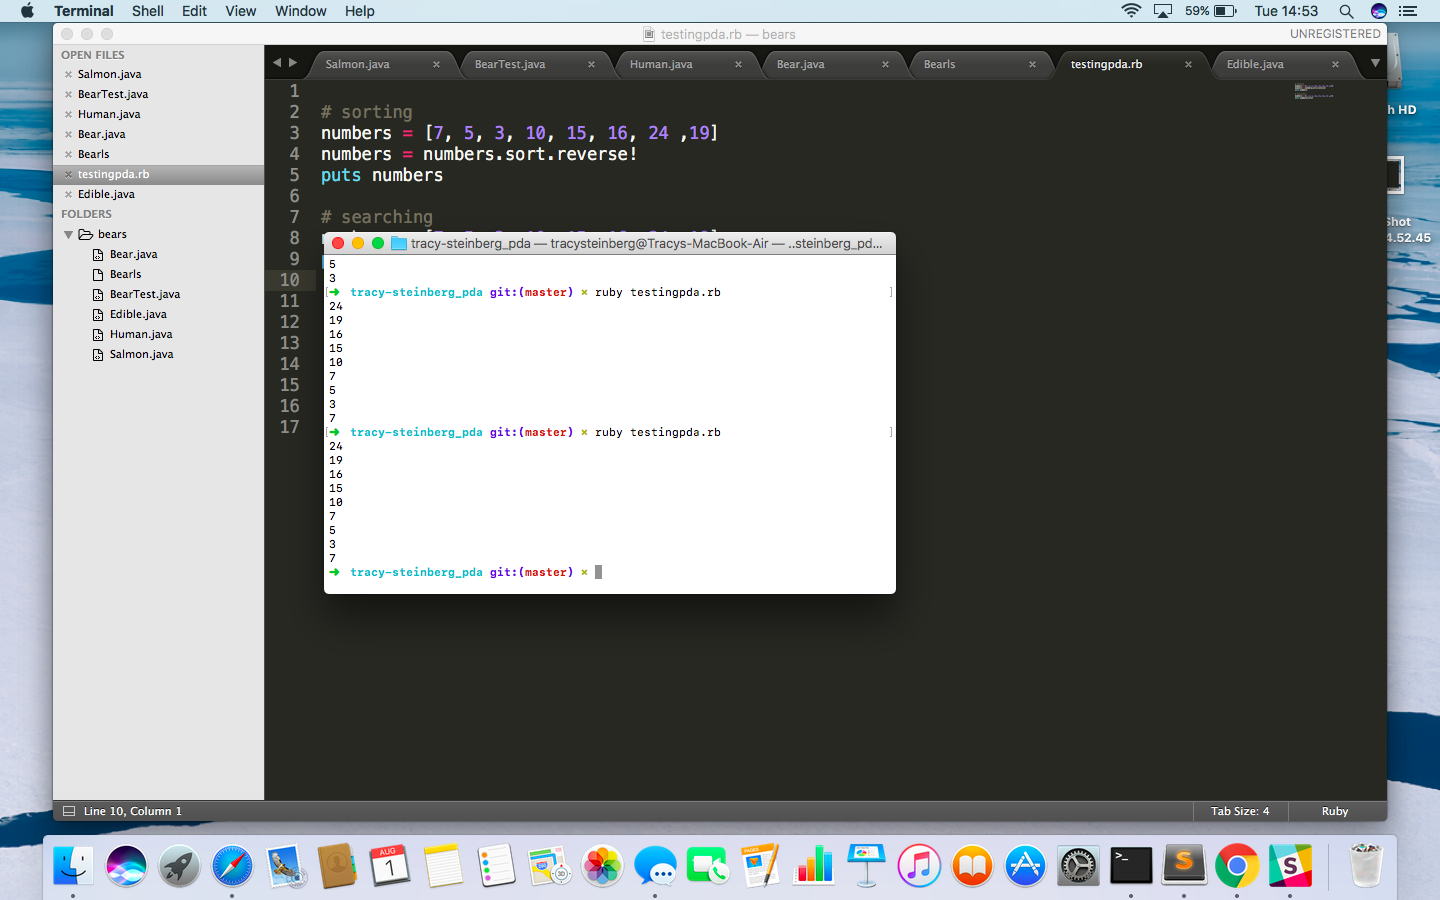 Terminal Shell Edit View Window Help 59% Tue 14:53
testingpda.rb — bears UNREGISTERED
OPEN FILES
Salmon.java
BearTest.java
Human.java
Bear.java
Bearls
testingpda.rb
Edible.java
FOLDERS
bears
Bear.java
Bearls
BearTest.java
Edible.java
Human.java
Salmon.java
Salmon.java × BearTest.java × Human.java × Bear.java × Bearls × testingpda.rb × Edible.java ×
1
2 # sorting
3 numbers = [7, 5, 3, 10, 15, 16, 24 ,19]
4 numbers = numbers.sort.reverse!
5 puts numbers
6
7 # searching
8
9
10
11
12
13
14
15
16
17
tracy-steinberg_pda — tracysteinberg@Tracys-MacBook-Air — ..steinberg_pd...
5
3
[➜ tracy-steinberg_pda git:(master) × ruby testingpda.rb ]
24
19
16
15
10
7
5
3
7
[➜ tracy-steinberg_pda git:(master) × ruby testingpda.rb ]
24
19
16
15
10
7
5
3
7
➜ tracy-steinberg_pda git:(master) ×
h HD
Shot
4.52.45
Line 10, Column 1 Tab Size: 4 Ruby
AUG
1